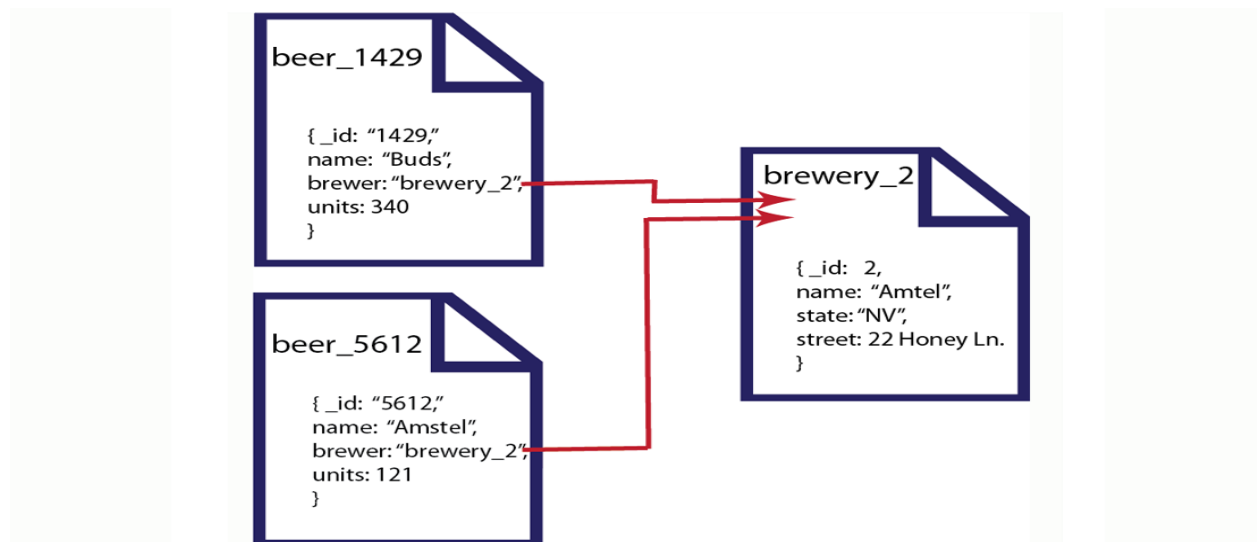 beer_1429
{ _id: “1429,”
name: “Buds”,
brewer: “brewery_2”,
units: 340
}
beer_5612
{ _id: “5612,”
name: “Amstel”,
brewer: “brewery_2”,
units: 121
}
brewery_2
{ _id: 2,
name: “Amtel”,
state: “NV”,
street: 22 Honey Ln.
}